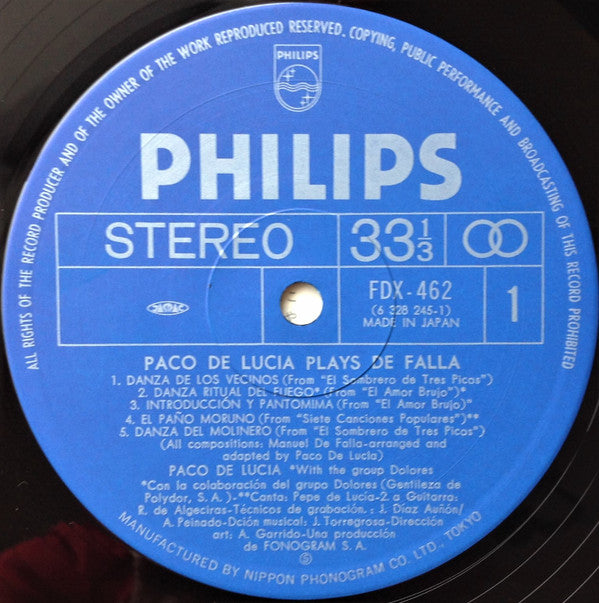 ALL RIGHTS OF THE RECORD PRODUCER AND OF THE OWNER OF THE WORK REPRODUCED RESERVED. COPYING, PUBLIC PERFORMANCE AND BROADCASTING OF THIS RECORD PROHIBITED
PHILIPS
PHILIPS
STEREO 33 1/3
FDX-462
(6 328 245-1)
MADE IN JAPAN
1
PACO DE LUCIA PLAYS DE FALLA
1. DANZA DE LOS VECINOS (From "El Sombrero de Tres Picos")
2. DANZA RITUAL DEL FUEGO* (From "El Amor Brujo")*
3. INTRODUCCIÓN Y PANTOMIMA (From "El Amor Brujo)"
4. EL PAÑO MORUNO (From "Siete Canciones Populares")**
5. DANZA DEL MOLINERO (From "El Sombrero de Tres Picos")
(All compositions: Manuel De Falla-arranged and
adapted by Paco De Lucia)
PACO DE LUCIA *With the group Dolores
*Con la colaboración del grupo Dolores (Gentileza de
Polydor, S. A.)-**Canta: Pepe de Lucía-2. a Guitarra:
R. de Algeciras-Técnicos de grabación. : J. Díaz Auñón/
A. Peinado-Dción musical: J. Torregrosa-Dirección
art: A. Garrido-Una producción
de FONOGRAM S. A.
Ⓢ
MANUFACTURED BY NIPPON PHONOGRAM CO. LTD., TOKYO